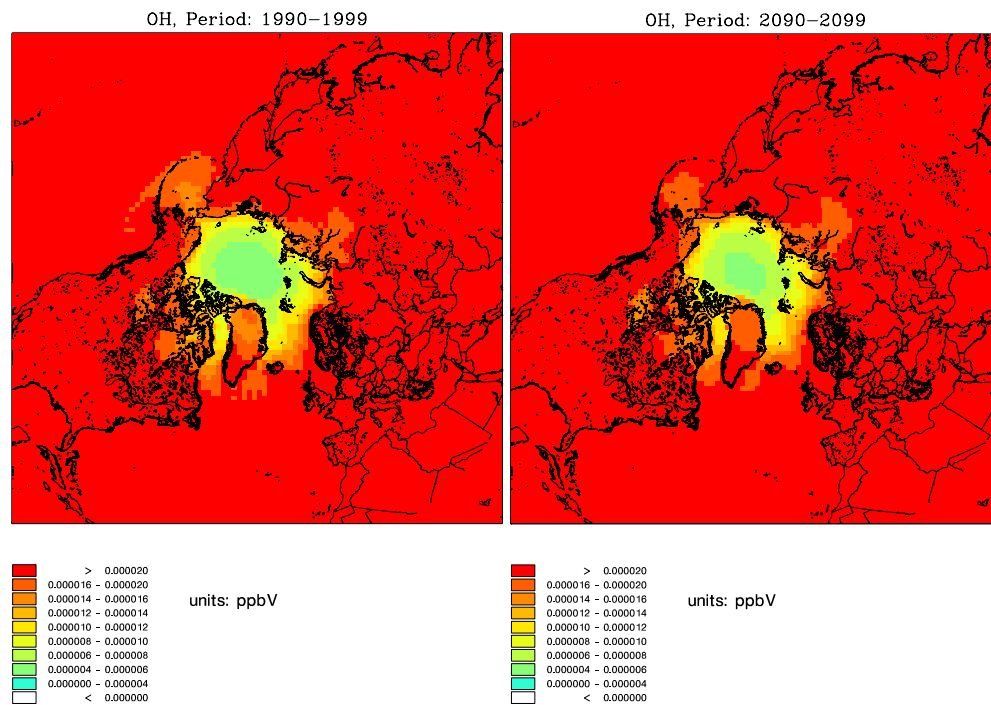 OH, Period: 1990-1999
> 0.000020
0.000016 - 0.000020
0.000014 - 0.000016
0.000012 - 0.000014
0.000010 - 0.000012
0.000008 - 0.000010
0.000006 - 0.000008
0.000004 - 0.000006
0.000000 - 0.000004
< 0.000000
units: ppbV
OH, Period: 2090-2099
> 0.000020
0.000016 - 0.000020
0.000014 - 0.000016
0.000012 - 0.000014
0.000010 - 0.000012
0.000008 - 0.000010
0.000006 - 0.000008
0.000004 - 0.000006
0.000000 - 0.000004
< 0.000000
units: ppbV